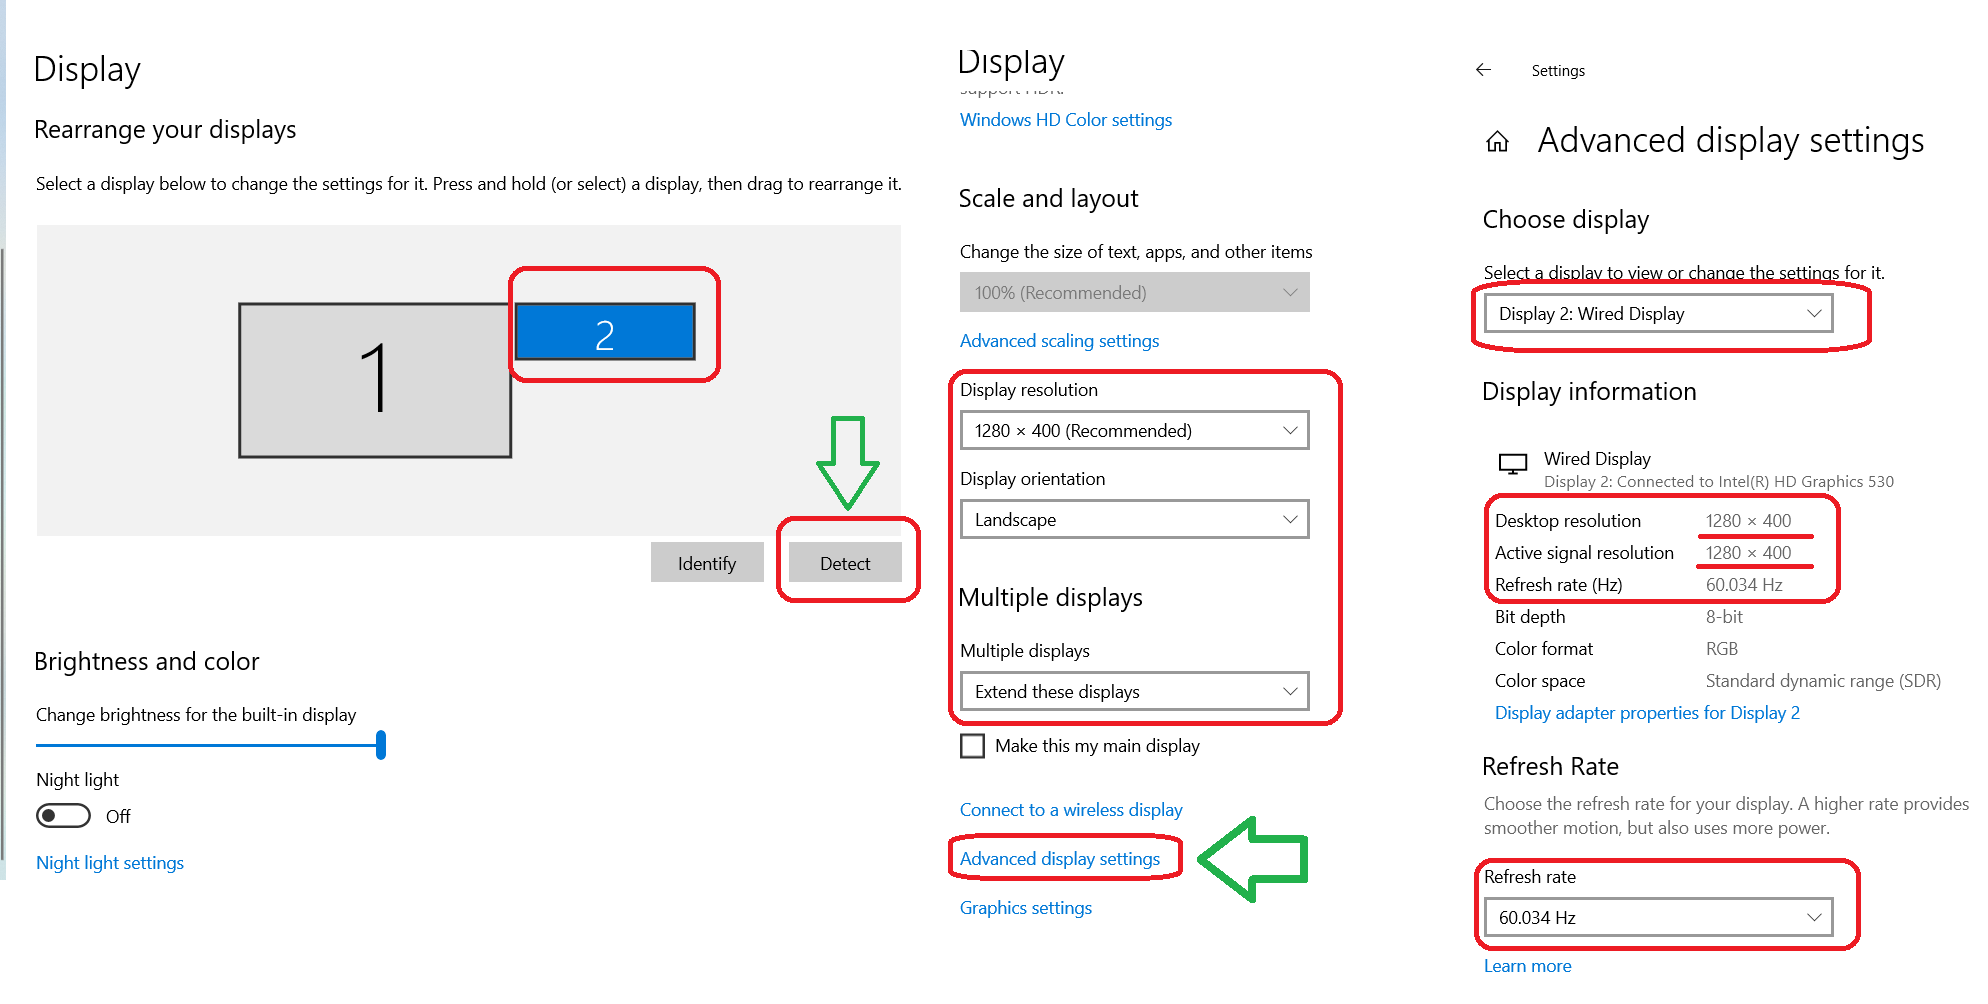 Display
Rearrange your displays
Select a display below to change the settings for it. Press and hold (or select) a display, then drag to rearrange it.
1
2
Identify
Detect
Brightness and color
Change brightness for the built-in display
Night light
Off
Night light settings
Display
support HDR.
Windows HD Color settings
Scale and layout
Change the size of text, apps, and other items
100% (Recommended)
Advanced scaling settings
Display resolution
1280 × 400 (Recommended)
Display orientation
Landscape
Multiple displays
Multiple displays
Extend these displays
Make this my main display
Connect to a wireless display
Advanced display settings
Graphics settings
Settings
Advanced display settings
Choose display
Select a display to view or change the settings for it.
Display 2: Wired Display
Display information
Wired Display
Display 2: Connected to Intel(R) HD Graphics 530
Desktop resolution 1280 × 400
Active signal resolution 1280 × 400
Refresh rate (Hz) 60.034 Hz
Bit depth 8-bit
Color format RGB
Color space Standard dynamic range (SDR)
Display adapter properties for Display 2
Refresh Rate
Choose the refresh rate for your display. A higher rate provides
smoother motion, but also uses more power.
Refresh rate
60.034 Hz
Learn more